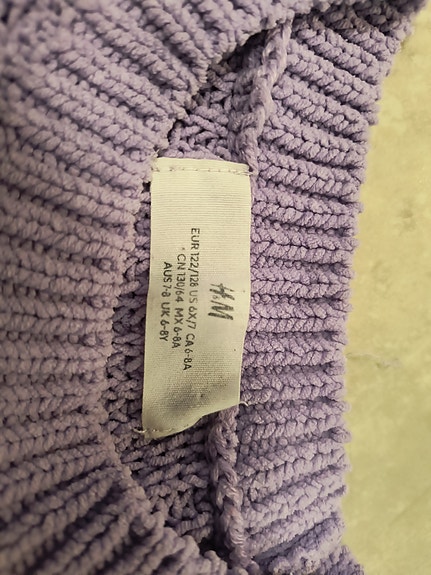 H&M
EUR 122/128 US 6X/7 CA 6-8A
CN 130/64 MX 6-8A
AUS 7-8 UK 6-8Y